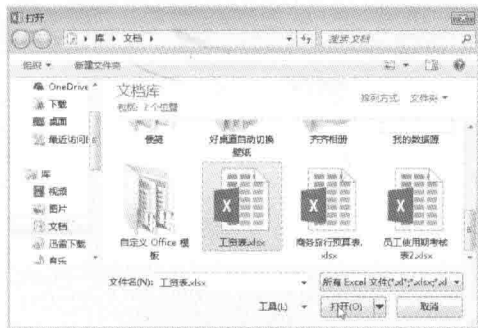 打开
库 ▸ 文档 ▸
搜索 文档
组织 ▼ 新建文件夹
OneDrive
下载
桌面
最近访问的
库
视频
图片
文档
迅雷下载
音乐
文档库
包括: 2个位置
排列方式: 文件夹 ▼
便笺
好桌道自动切换壁纸
齐齐相册
我的数据源
自定义 Office 模板
工资表.xlsx
商务旅行预算表.xlsx
员工使用期考核表2.xlsx
文件名(N): 工资表.xlsx
所有 Excel 文件(*.xl*;*.xlsx;*.xl
工具(L)
打开(O)
取消